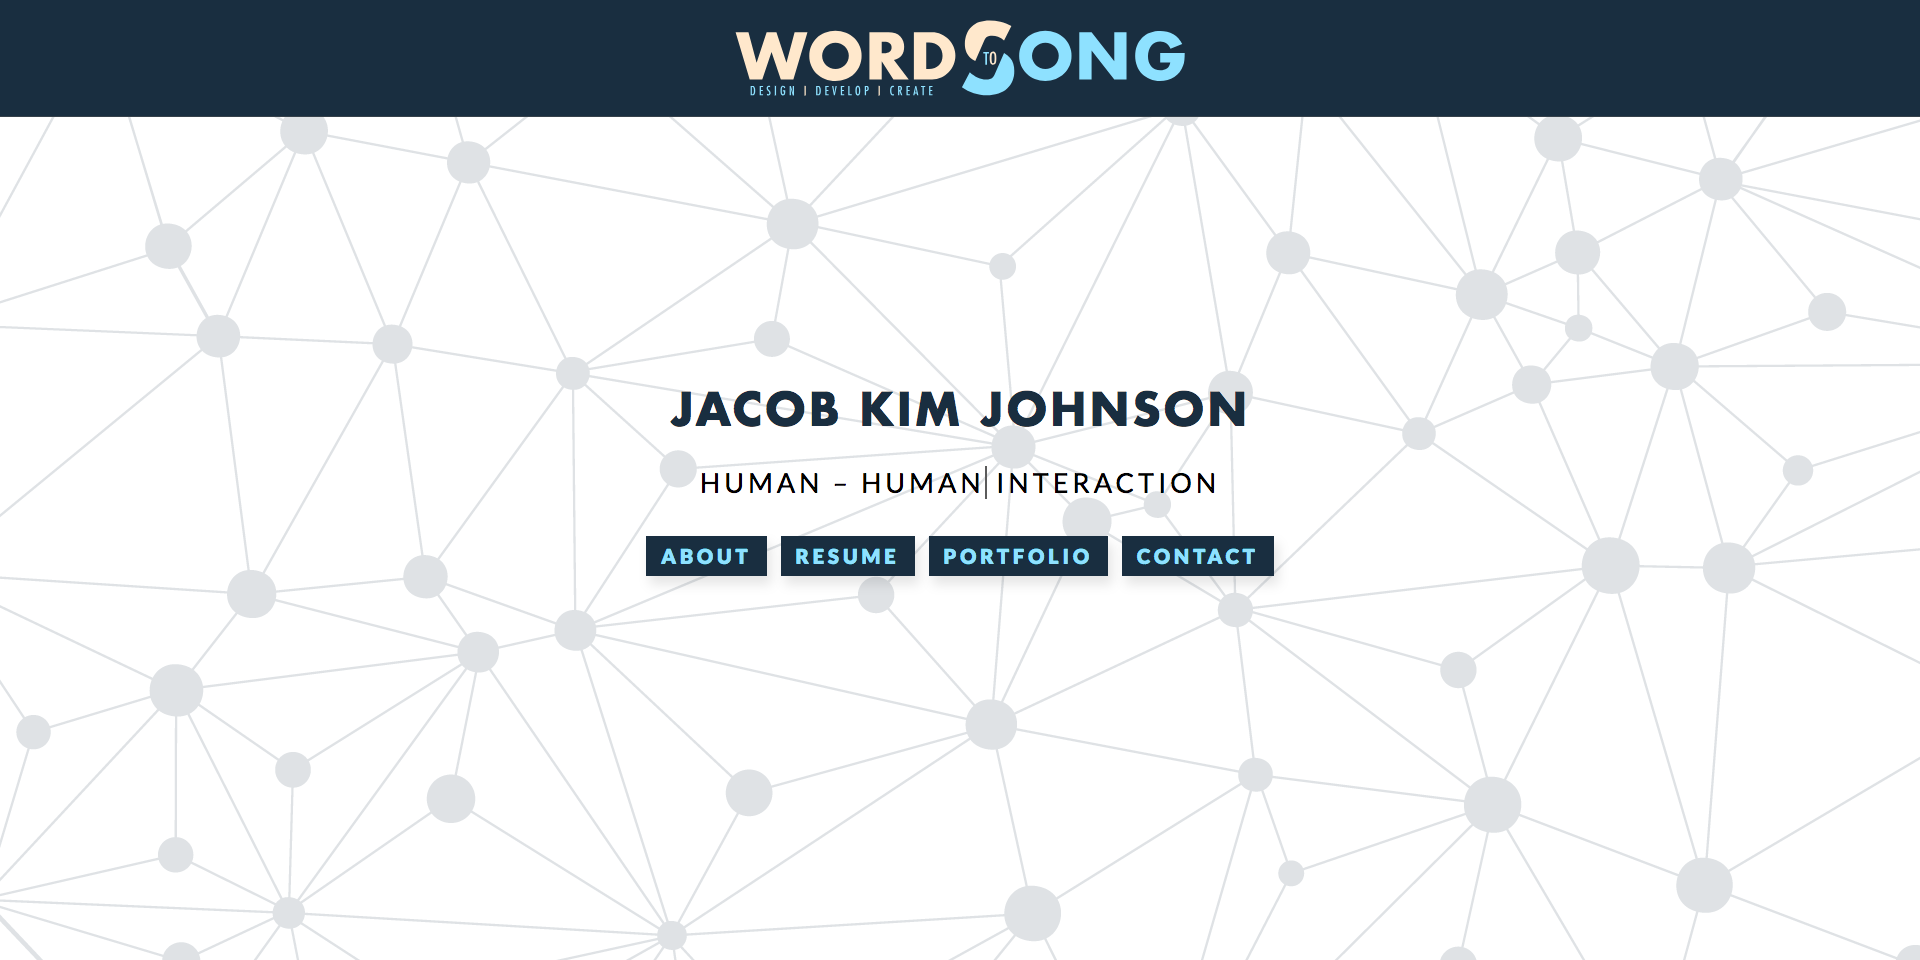 WORD TO SONG
DESIGN | DEVELOP | CREATE
JACOB KIM JOHNSON
HUMAN – HUMAN| INTERACTION
ABOUT RESUME PORTFOLIO CONTACT